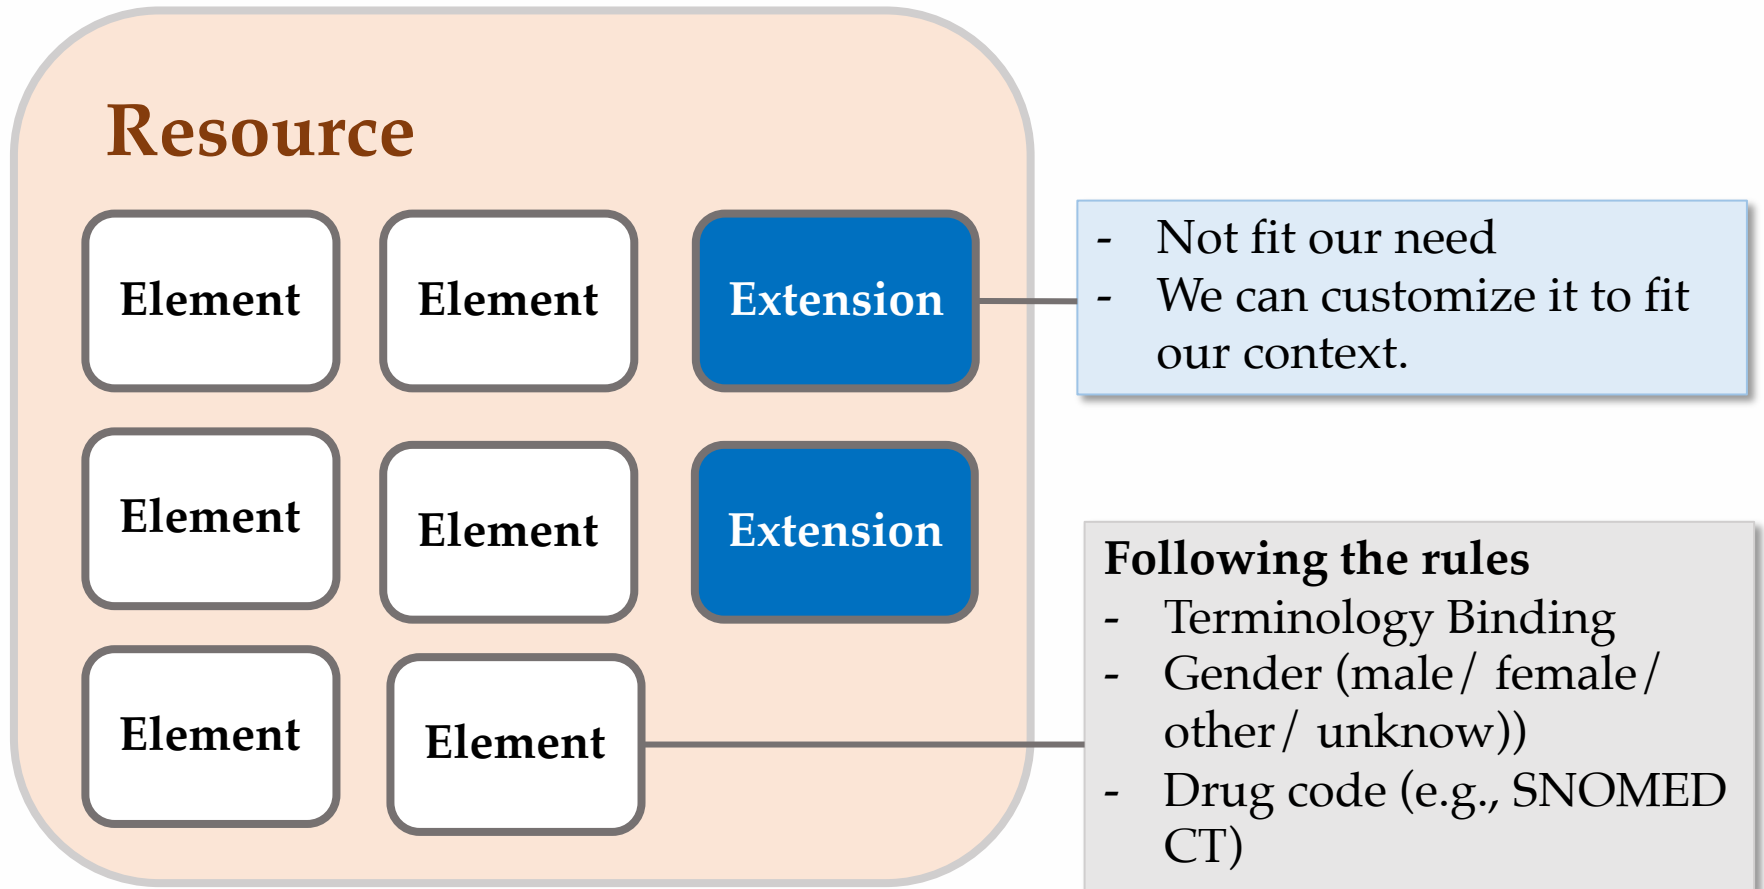 Resource
Element
Element
Extension
- Not fit our need
- We can customize it to fit
our context.
Element
Element
Extension
Element
Element
Following the rules
- Terminology Binding
- Gender (male/ female/
other/ unknow))
- Drug code (e.g., SNOMED
CT)